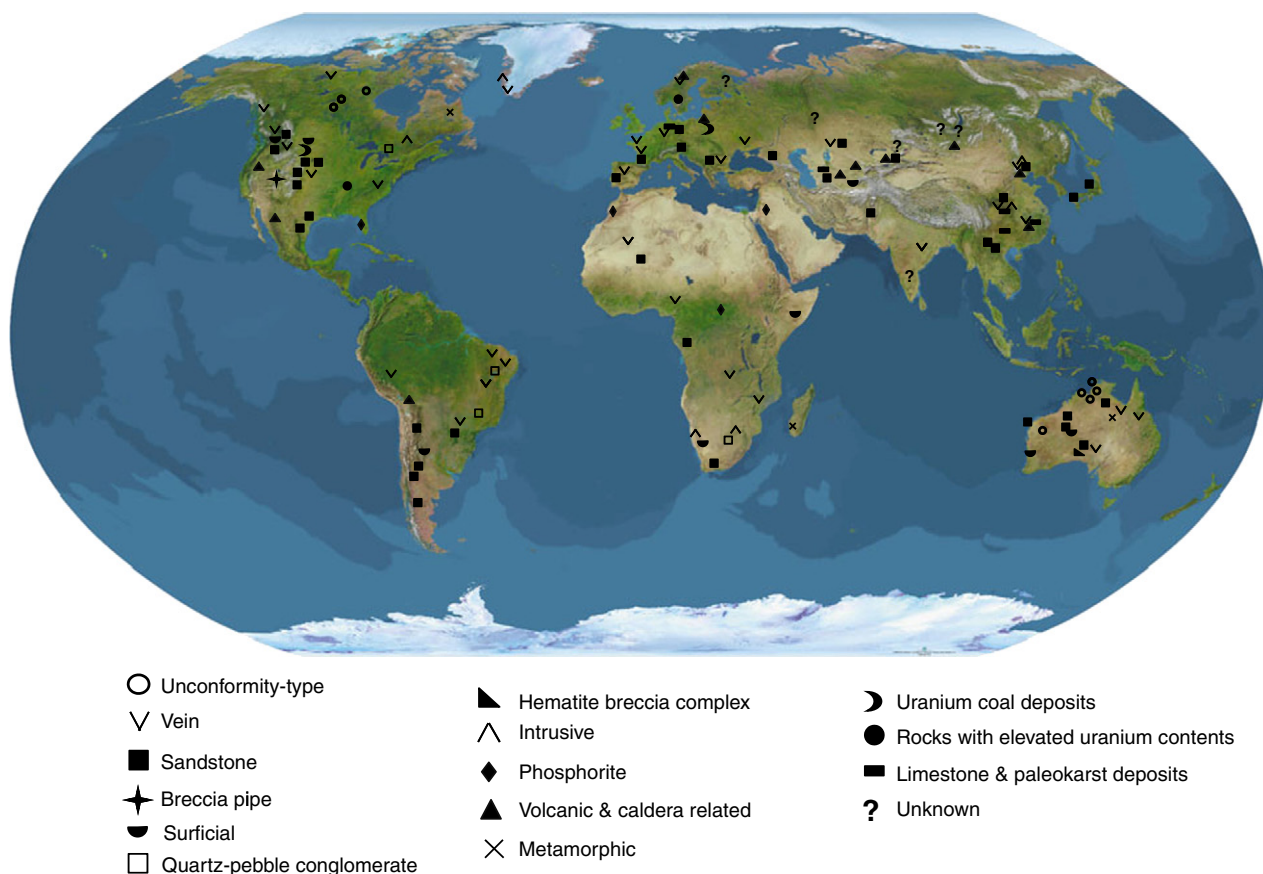 Unconformity-type
Vein
Sandstone
Breccia pipe
Surficial
Quartz-pebble conglomerate
Hematite breccia complex
Intrusive
Phosphorite
Volcanic & caldera related
Metamorphic
Uranium coal deposits
Rocks with elevated uranium contents
Limestone & paleokarst deposits
? Unknown
?
?
?
?
?
?